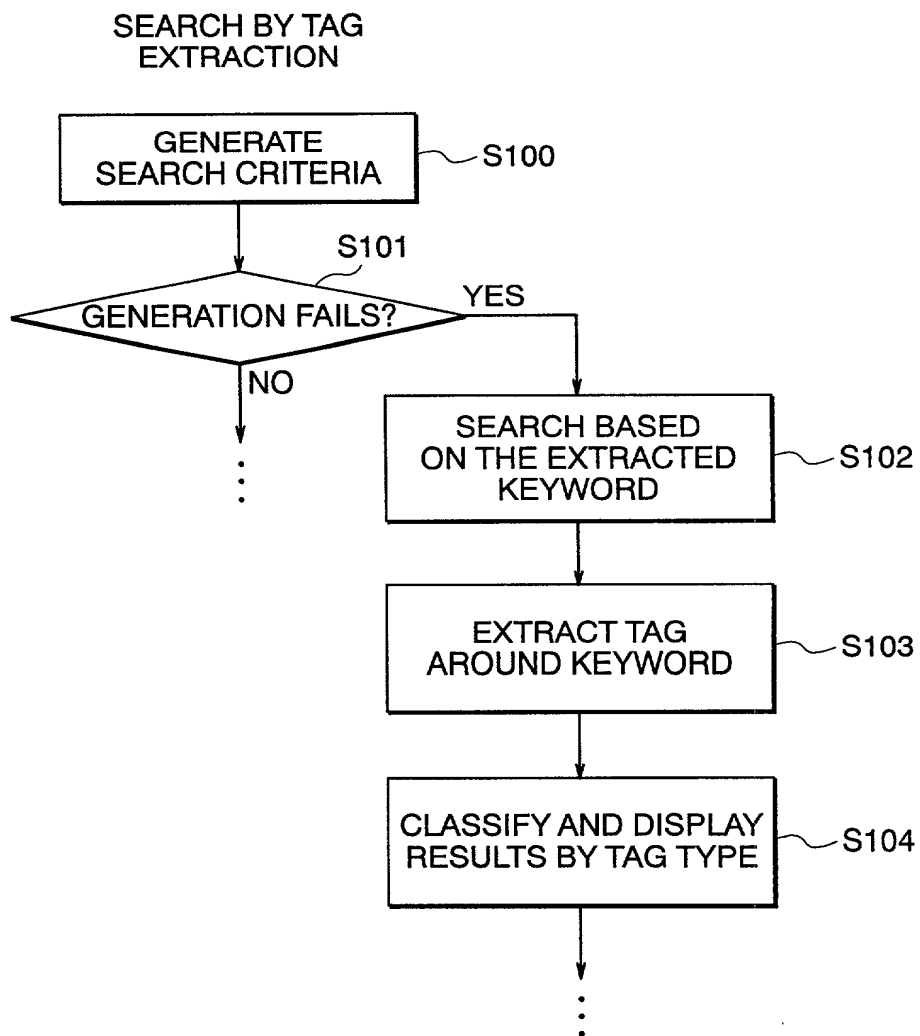 SEARCH BY TAG
EXTRACTION
GENERATE
SEARCH CRITERIA
S100
S101
GENERATION FAILS?
YES
NO
SEARCH BASED
ON THE EXTRACTED
KEYWORD
S102
EXTRACT TAG
AROUND KEYWORD
S103
CLASSIFY AND DISPLAY
RESULTS BY TAG TYPE
S104